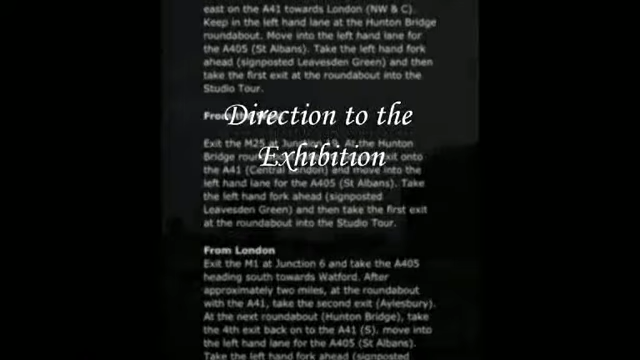 east on the A41 towards London (NW & C).
Keep in the left hand lane at the Hunton Bridge
roundabout. Move into the left hand lane for
the A405 (St Albans). Take the left hand fork
ahead (signposted Leavesden Green) and then
take the first exit at the roundabout into the
Studio Tour.
From
Direction to the
Exhibition
Exit the M25 at Junction 19. At the Hunton
Bridge exit onto
the A41 (Central London) and move into the
left hand lane for the A405 (St Albans). Take
the left hand fork ahead (signposted
Leavesden Green) and then take the first exit
at the roundabout into the Studio Tour.
From London
Exit the M1 at Junction 6 and take the A405
heading south towards Watford. After
approximately two miles, at the roundabout
with the A41, take the second exit (Aylesbury).
At the next roundabout (Hunton Bridge), take
the 4th exit back on to the A41 (S). move into
the left hand lane for the A405 (St Albans).
Take the left hand fork ahead (signposted